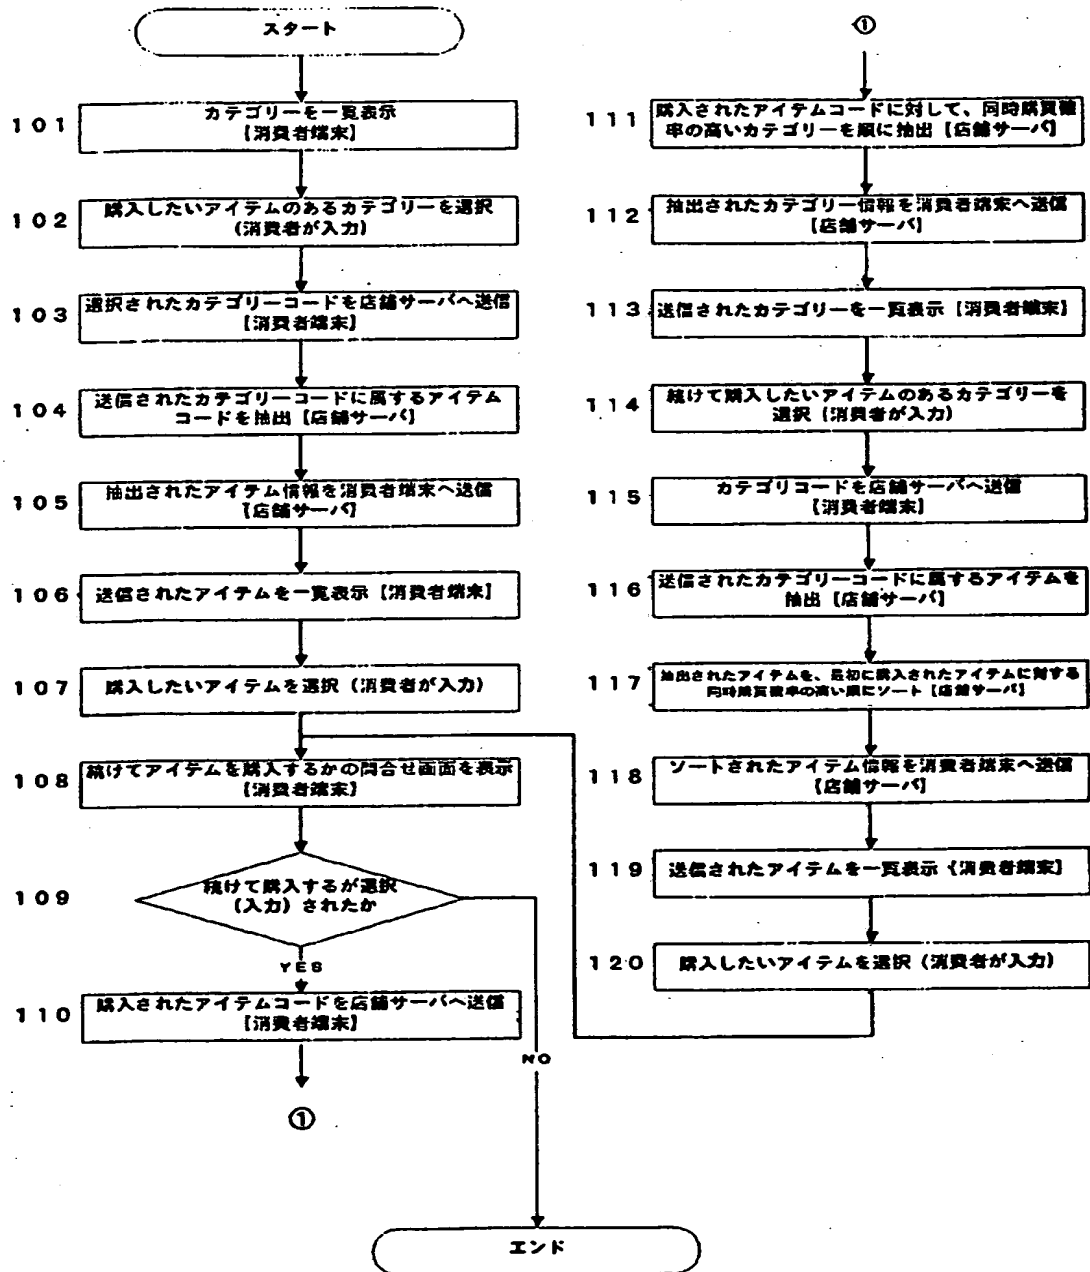 スタート
101
カテゴリーを一覧表示
【消費者端末】
102
購入したいアイテムのあるカテゴリーを選択
（消費者が入力）
103
選択されたカテゴリーコードを店舗サーバへ送信
【消費者端末】
104
送信されたカテゴリーコードに属するアイテム
コードを抽出【店舗サーバ】
105
抽出されたアイテム情報を消費者端末へ送信
【店舗サーバ】
106
送信されたアイテムを一覧表示【消費者端末】
107
購入したいアイテムを選択（消費者が入力）
108
続けてアイテムを購入するかの問合せ画面を表示
【消費者端末】
109
続けて購入するが選択
（入力）されたか
YES
110
購入されたアイテムコードを店舗サーバへ送信
【消費者端末】
NO
①
エンド
①
111
購入されたアイテムコードに対して、同時購買確
率の高いカテゴリーを順に抽出【店舗サーバ】
112
抽出されたカテゴリー情報を消費者端末へ送信
【店舗サーバ】
113
送信されたカテゴリーを一覧表示【消費者端末】
114
続けて購入したいアイテムのあるカテゴリーを
選択（消費者が入力）
115
カテゴリコードを店舗サーバへ送信
【消費者端末】
116
送信されたカテゴリーコードに属するアイテムを
抽出【店舗サーバ】
117
抽出されたアイテムを、最初に購入されたアイテムに対する
同時購買確率の高い順にソート【店舗サーバ】
118
ソートされたアイテム情報を消費者端末へ送信
【店舗サーバ】
119
送信されたアイテムを一覧表示【消費者端末】
120
購入したいアイテムを選択（消費者が入力）